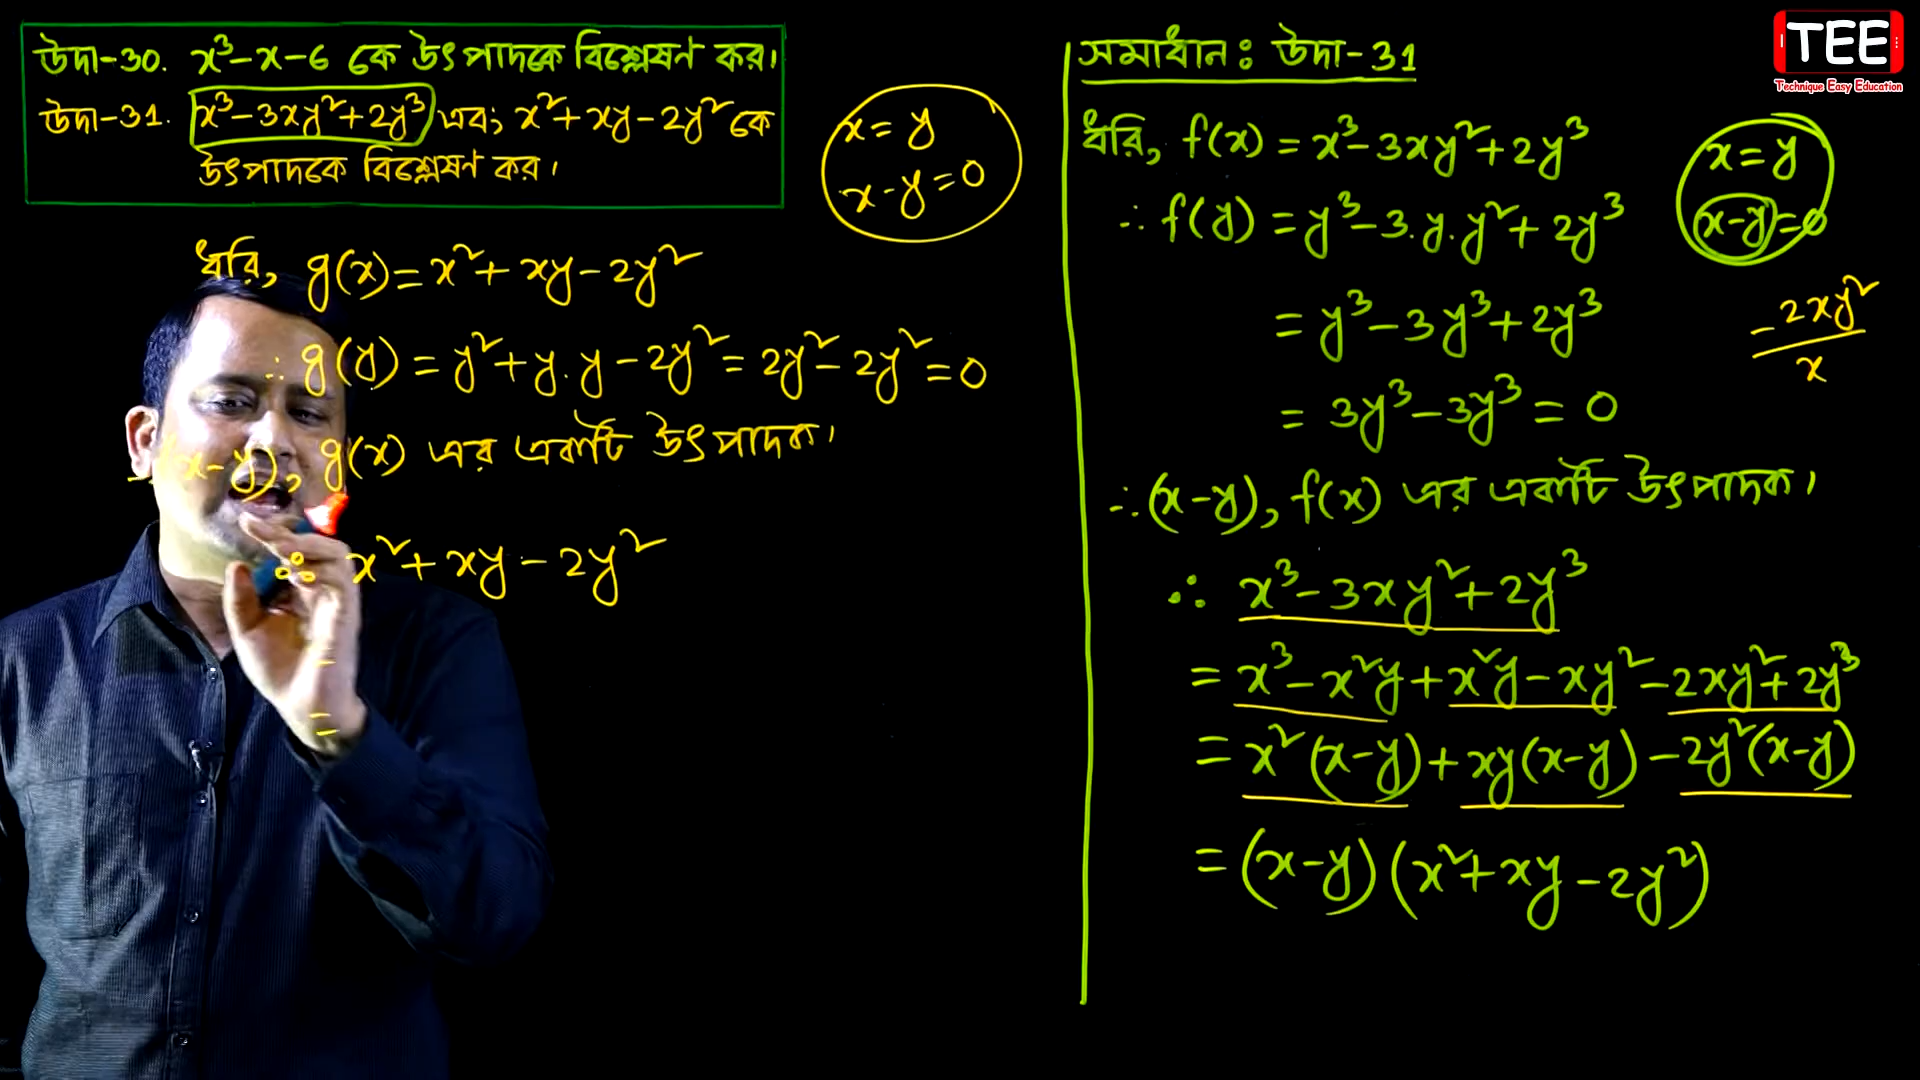 উদা-30. x³-x-6 কে উৎপাদকে বিশ্লেষণ কর।
উদা-31. x³-3xy²+2y³ এবং x²+xy-2y² কে
উৎপাদকে বিশ্লেষণ কর।
x=y
x-y=0
ধরি, g(x)=x²+xy-2y²
∴ g(y)=y²+y.y-2y²=2y²-2y²=0
x-y), g(x) এর একটি উৎপাদক।
∴ x²+xy-2y²
=
=
সমাধান: উদা-31
ধরি, f(x)=x³-3xy²+2y³
∴ f(y)=y³-3.y.y²+2y³
=y³-3y³+2y³
=3y³-3y³=0
∴(x-y), f(x) এর একটি উৎপাদক।
∴ x³-3xy²+2y³
=x³-x²y+x²y-xy²-2xy²+2y³
=x²(x-y)+xy(x-y)-2y²(x-y)
=(x-y)(x²+xy-2y²)
x=y
(x-y)=0
-2xy²
x
TEE
Technique Easy Education